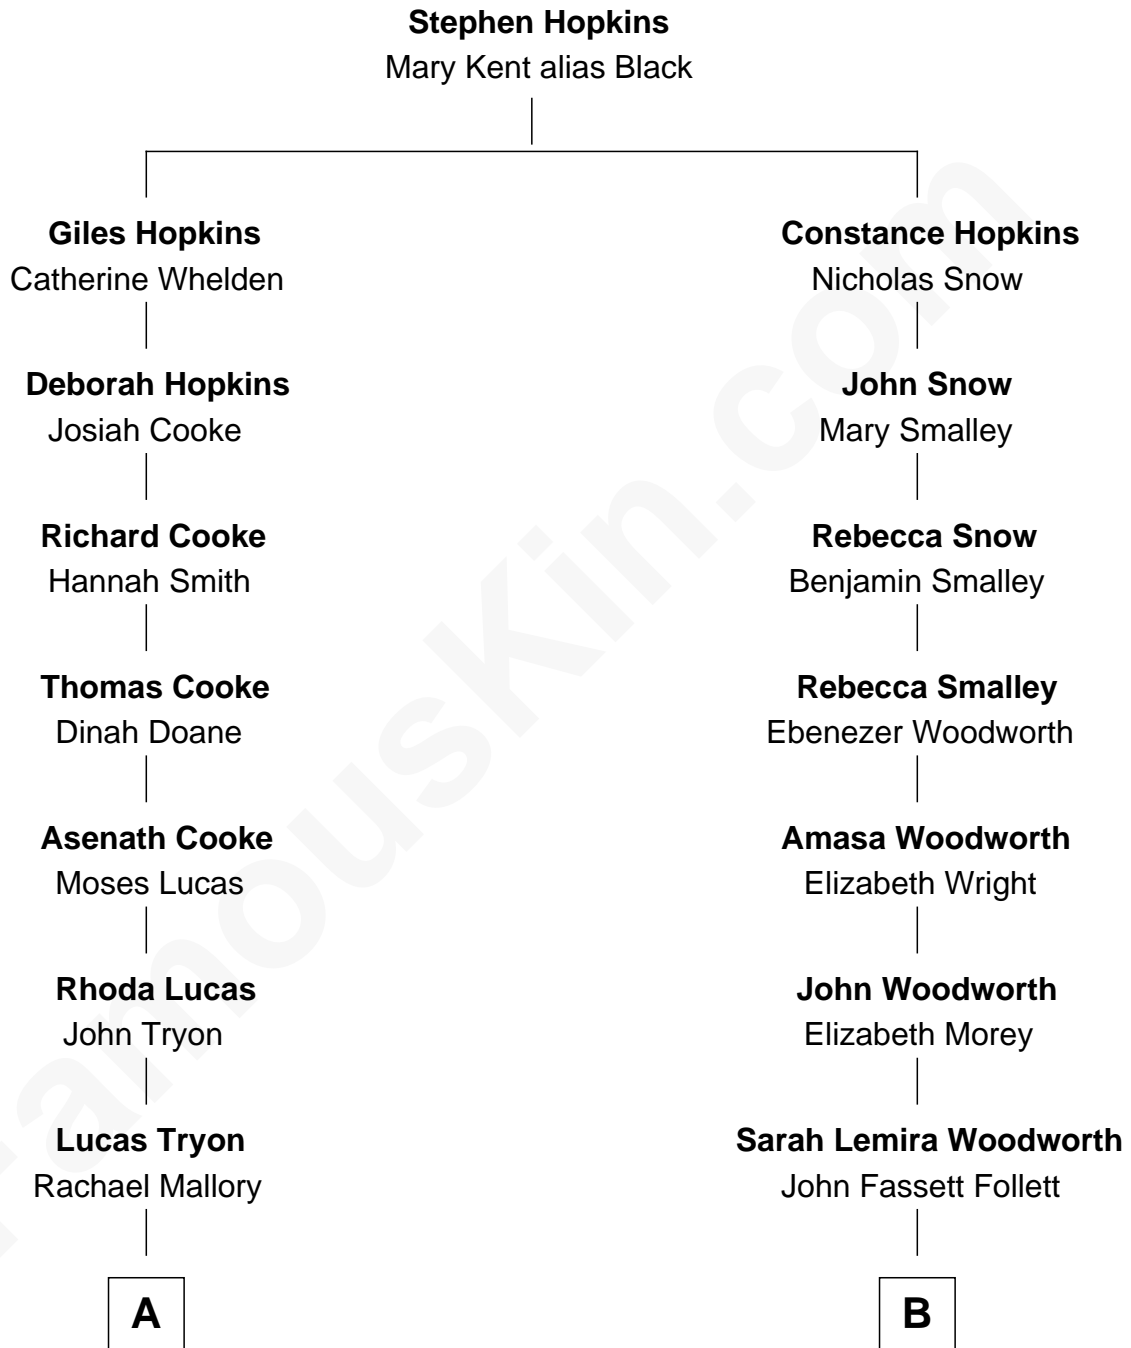 Stephen Hopkins
Mary Kent alias Black
Giles Hopkins
Catherine Whelden
Constance Hopkins
Nicholas Snow
Deborah Hopkins
Josiah Cooke
John Snow
Mary Smalley
Richard Cooke
Hannah Smith
Rebecca Snow
Benjamin Smalley
Thomas Cooke
Dinah Doane
Rebecca Smalley
Ebenezer Woodworth
Asenath Cooke
Moses Lucas
Amasa Woodworth
Elizabeth Wright
Rhoda Lucas
John Tryon
John Woodworth
Elizabeth Morey
Lucas Tryon
Rachael Mallory
Sarah Lemira Woodworth
John Fassett Follett
A
B
FamousKin.com